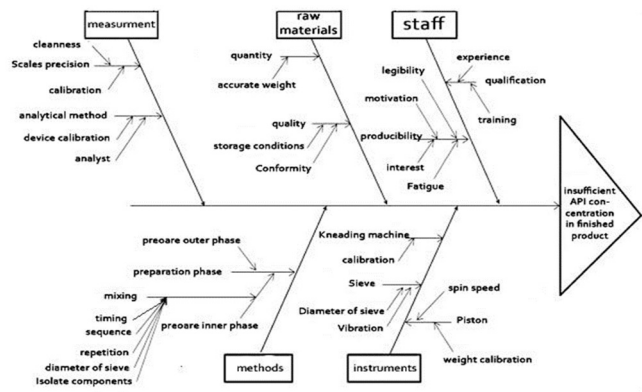 measurment
raw
materials
staff
cleanness
Scales precision
calibration
analytical method
device calibration
analyst
quantity
accurate weight
quality
storage conditions
Conformity
experience
legibility
qualification
motivation
training
producibility
interest
Fatigue
insufficient
API con-
centration
in finished
product
preoare outer phase
preparation phase
mixing
timing
sequence
preoare inner phase
repetition
diameter of sieve
Isolate components
methods
Kneading machine
calibration
Sieve
spin speed
Diameter of sieve
Vibration
Piston
weight calibration
instruments